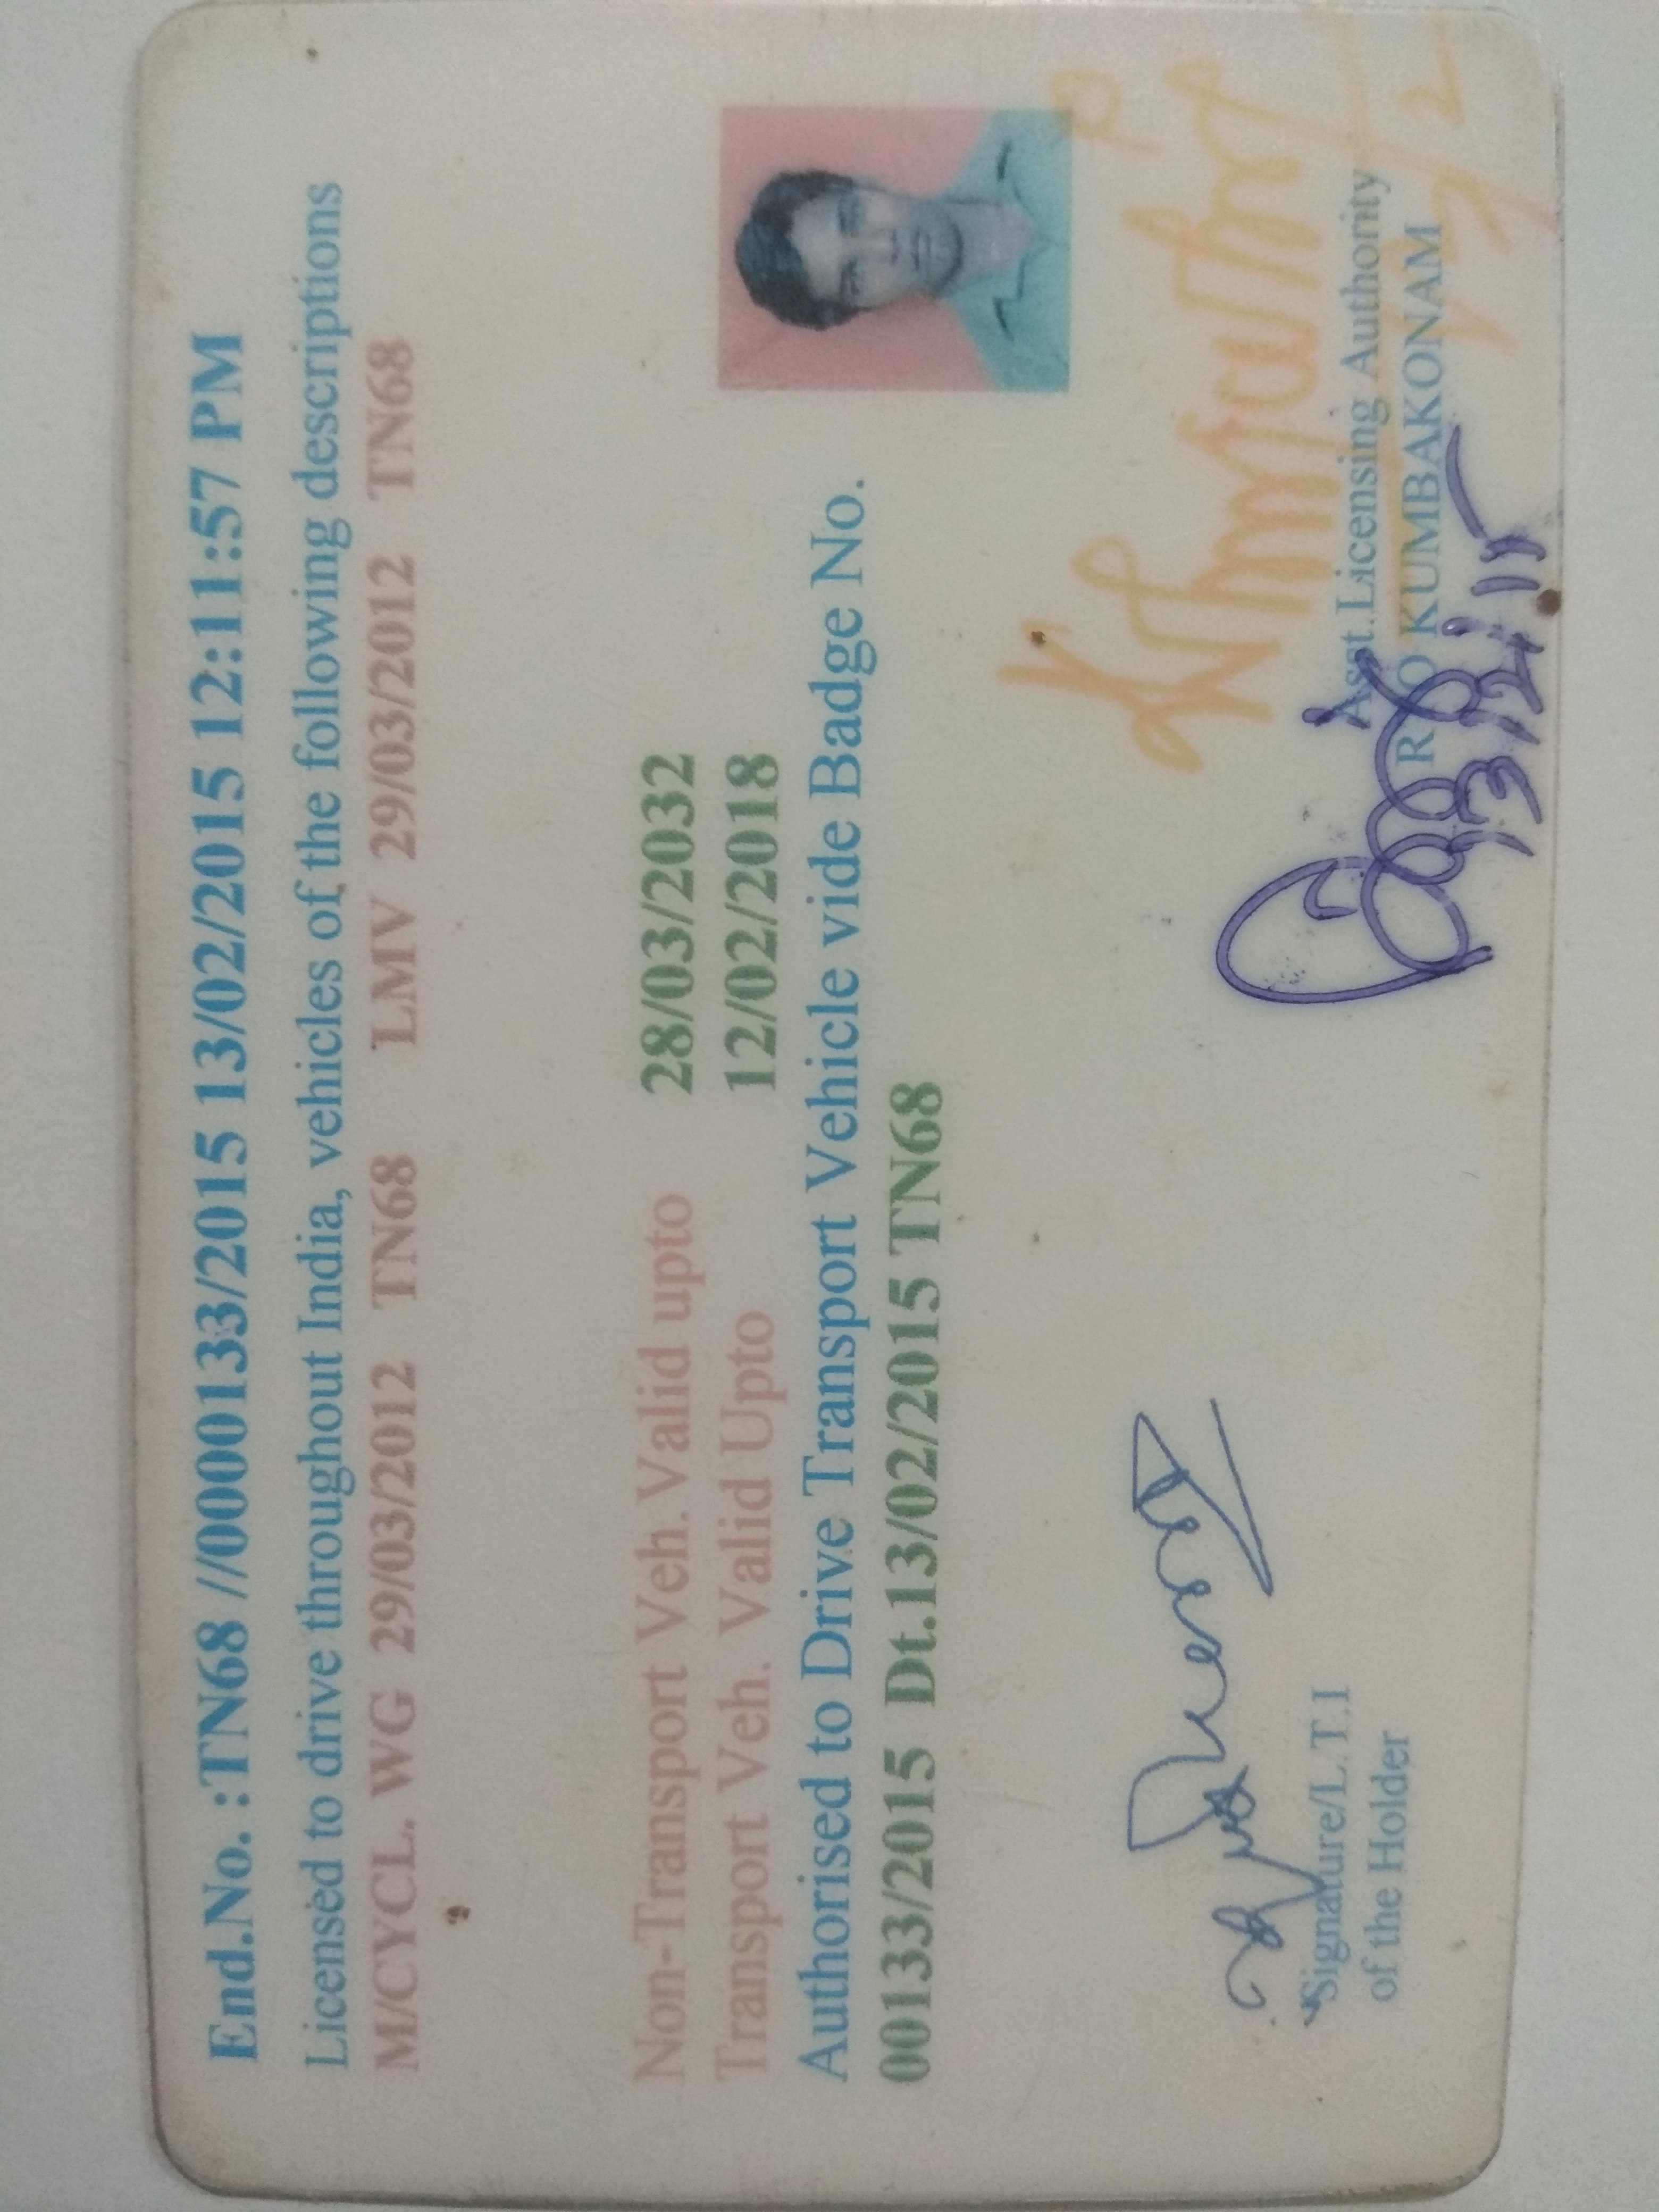 End.No. :TN68 //0000133/2015 13/02/2015 12:11:57 PM
Licensed to drive throughout India, vehicles of the following descriptions
M/CYCL. WG 29/03/2012 TN68 LMV 29/03/2012 TN68
Non-Transport Veh.Valid upto 28/03/2032
Transport Veh. Valid Upto 12/02/2018
Authorised to Drive Transport Vehicle vide Badge No.
00133/2015 Dt.13/02/2015 TN68
Signature/L.T.I
of the Holder
Asst.Licensing Authority
R O KUMBAKONAM